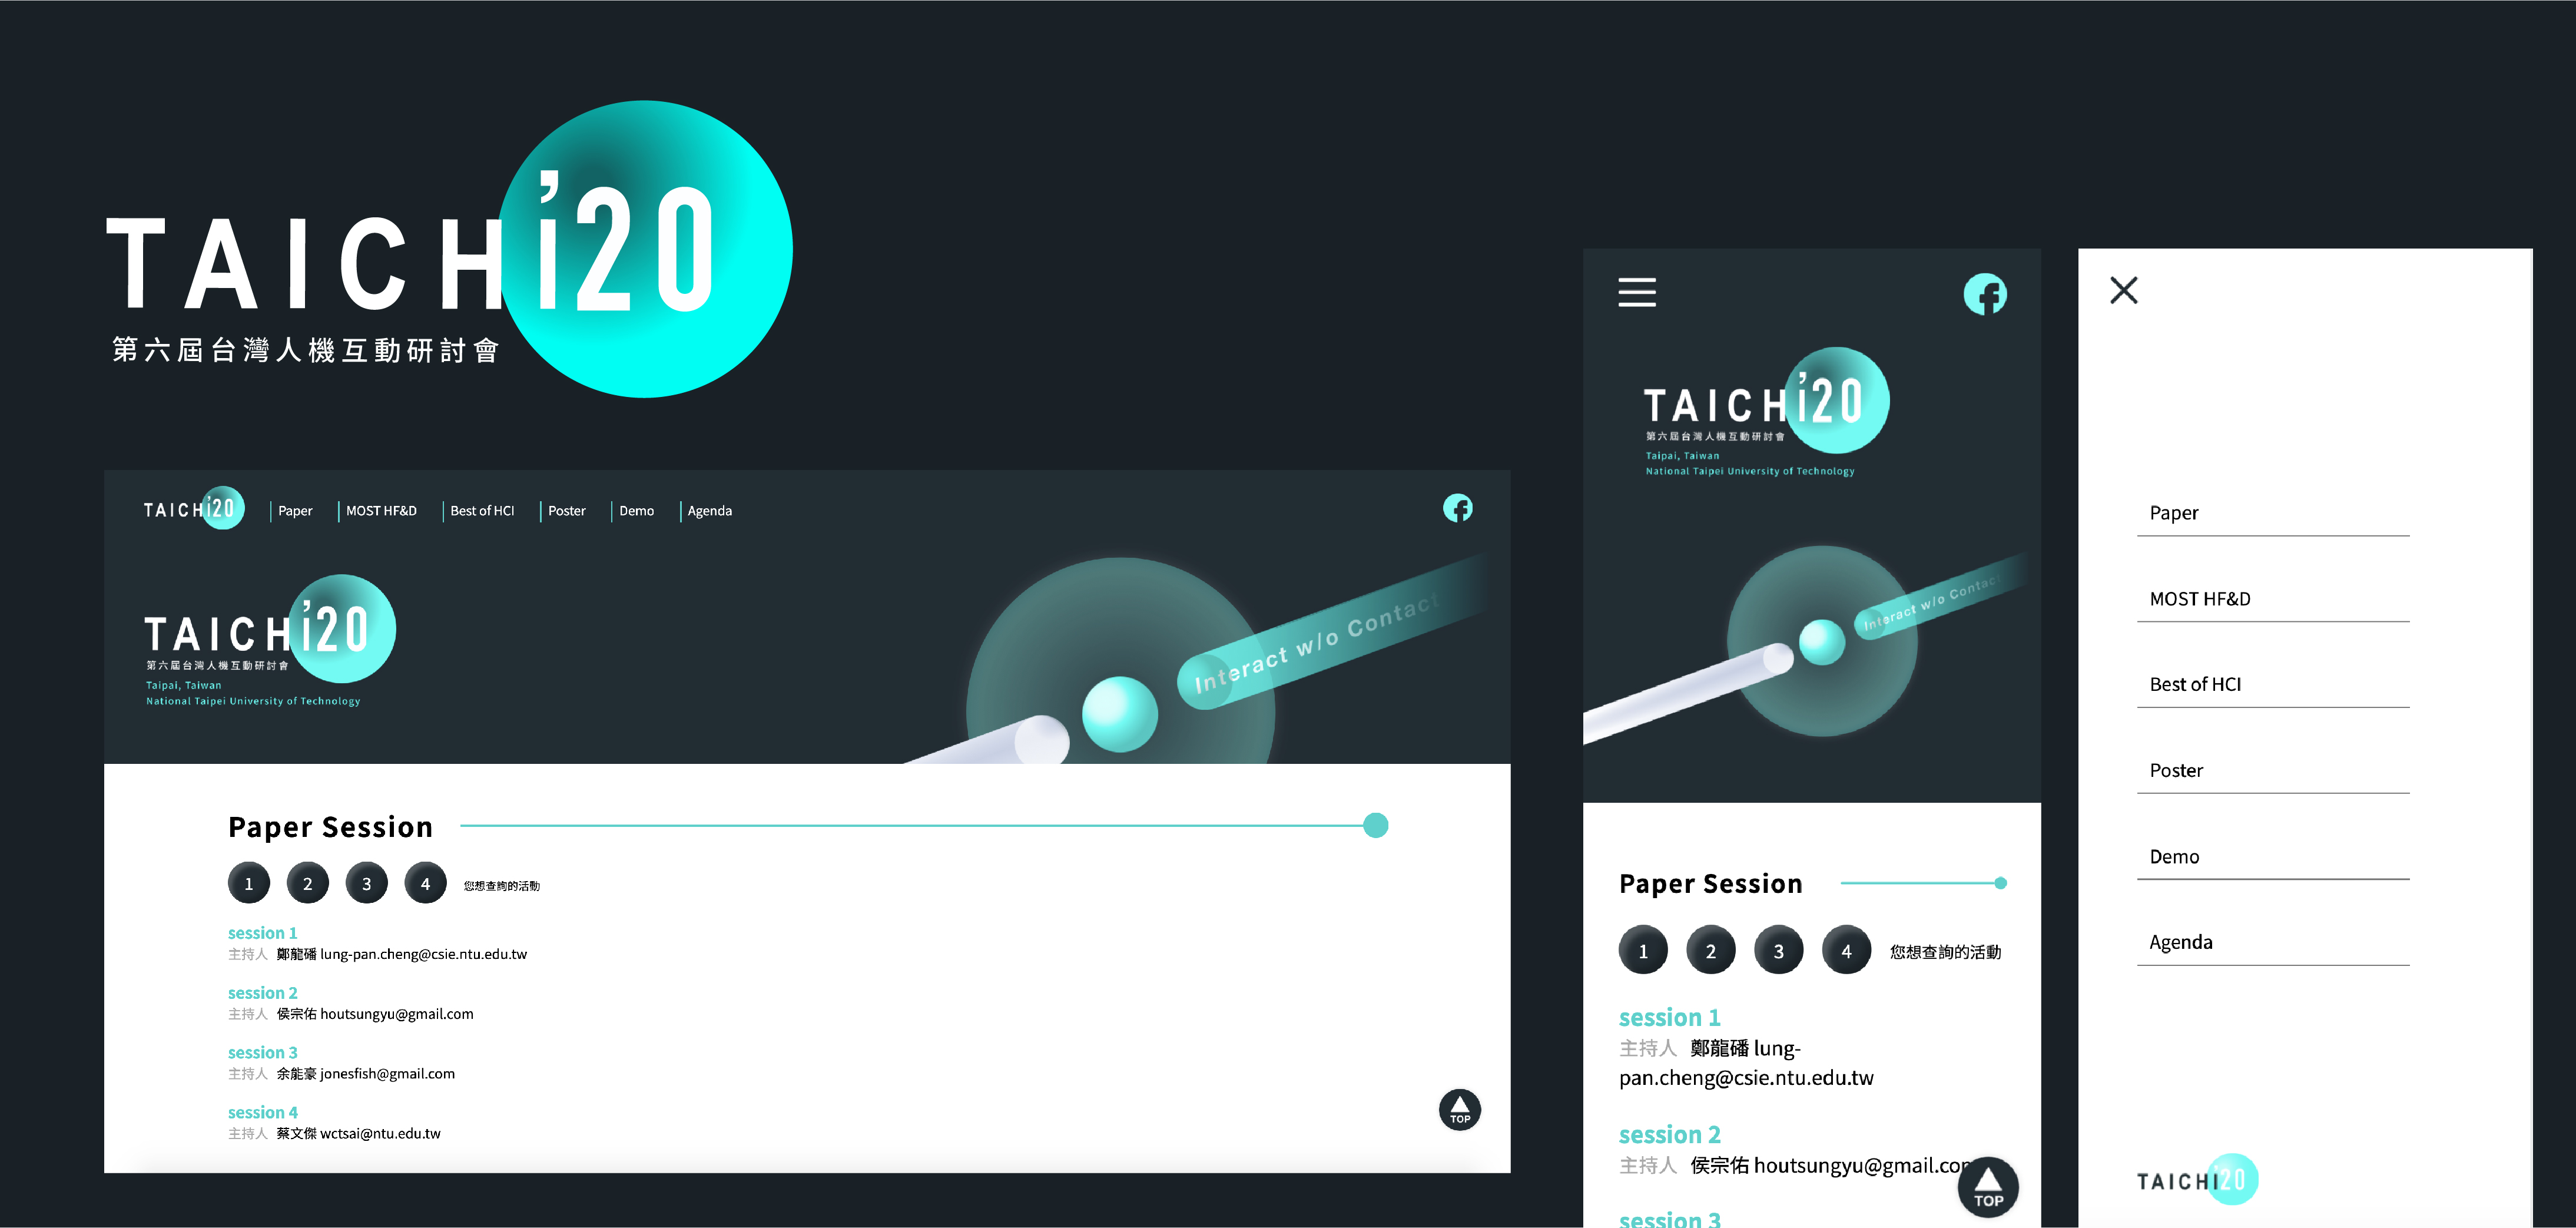 TAICHi'20
第六屆台灣人機互動研討會
TAICHi'20
Paper
MOST HF&D
Best of HCI
Poster
Demo
Agenda
TAICHi'20
第六屆台灣人機互動研討會
Taipai, Taiwan
National Taipei University of Technology
Interact w/o Contact
Paper Session
1 2 3 4 您想查詢的活動
session 1
主持人 鄭龍磻 lung-pan.cheng@csie.ntu.edu.tw
session 2
主持人 侯宗佑 houtsungyu@gmail.com
session 3
主持人 余能豪 jonesfish@gmail.com
session 4
主持人 蔡文傑 wctsai@ntu.edu.tw
TOP
TAICHi'20
第六屆台灣人機互動研討會
Taipai, Taiwan
National Taipei University of Technology
Interact w/o Contac
Paper Session
1 2 3 4 您想查詢的活動
session 1
主持人 鄭龍磻 lung-
pan.cheng@csie.ntu.edu.tw
session 2
主持人 侯宗佑 houtsungyu@gmail.com
session 3
TOP
Paper
MOST HF&D
Best of HCI
Poster
Demo
Agenda
TAICHi'20